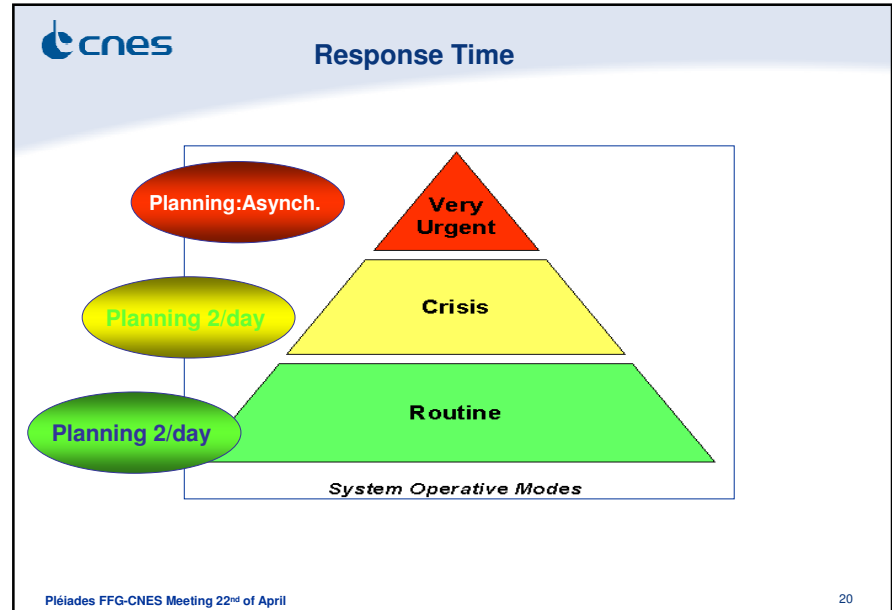 cnes
Response Time
Planning:Asynch.
Very
Urgent
Planning 2/day
Crisis
Planning 2/day
Routine
System Operative Modes
Pléiades FFG-CNES Meeting 22nd of April
20